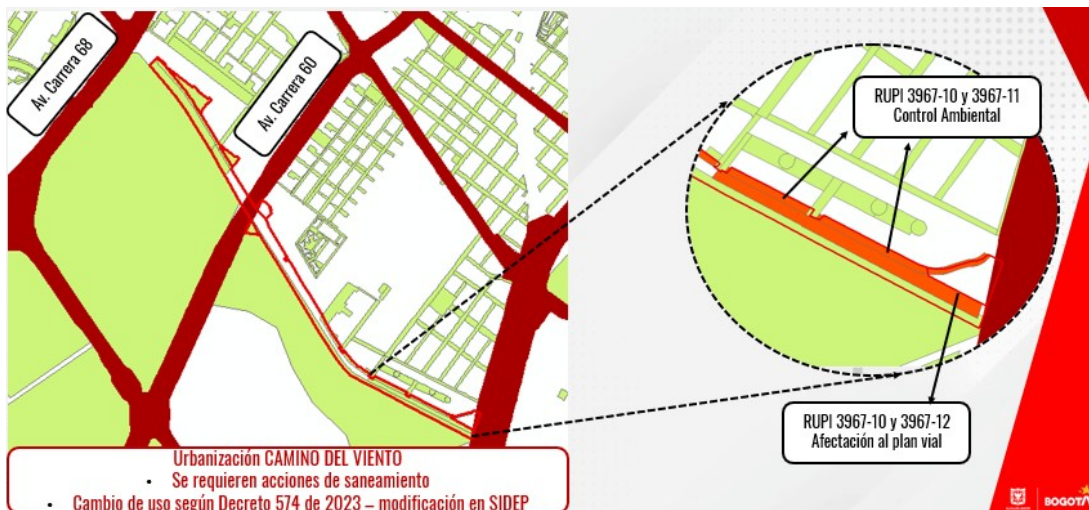 Av. Carrera 68
Av. Carrera 60
RUPI 3967-10 y 3967-11
Control Ambiental
RUPI 3967-10 y 3967-12
Afectación al plan vial
Urbanización CAMINO DEL VIENTO
• Se requieren acciones de saneamiento
• Cambio de uso según Decreto 574 de 2023 – modificación en SIDEP
BOGOTÁ